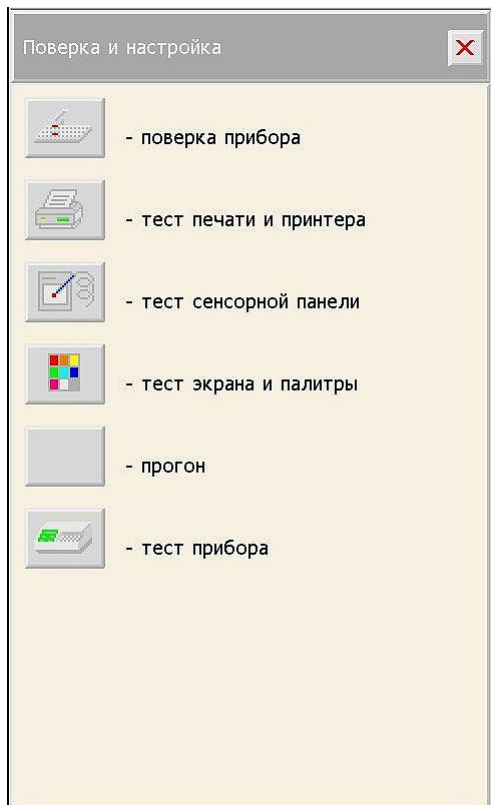 Поверка и настройка
- поверка прибора
- тест печати и принтера
- тест сенсорной панели
- тест экрана и палитры
- прогон
- тест прибора